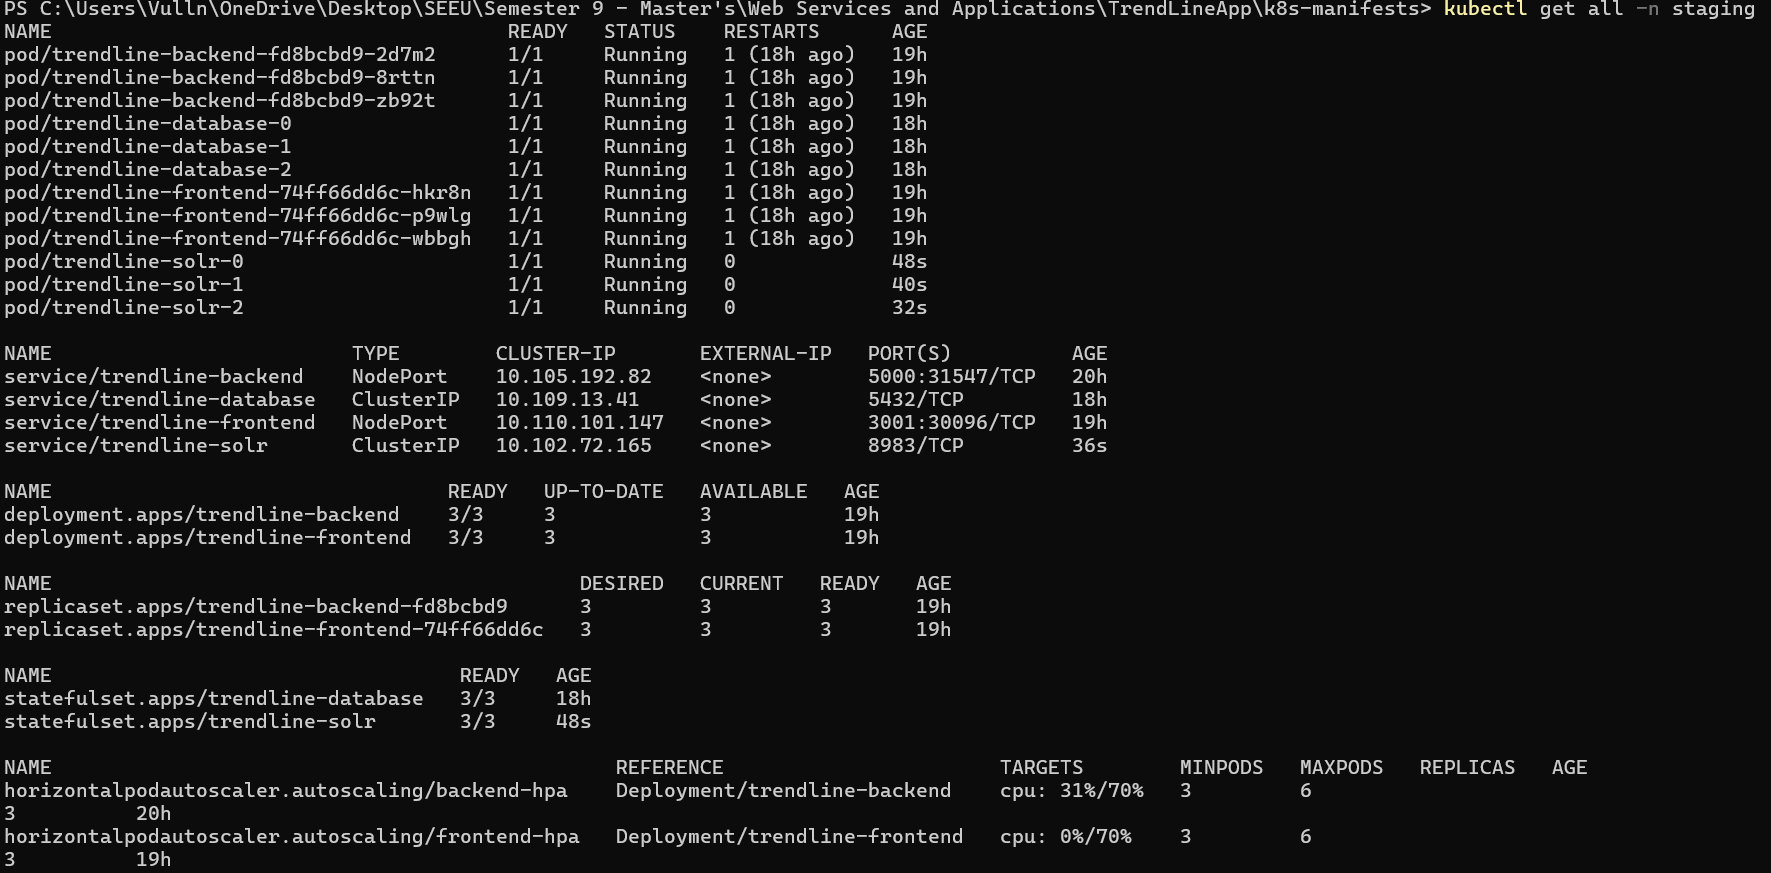 PS C:\Users\Vulln\OneDrive\Desktop\SEEU\Semester 9 - Master's\Web Services and Applications\TrendLineApp\k8s-manifests> kubectl get all -n staging
NAME READY STATUS RESTARTS AGE
pod/trendline-backend-fd8bcbd9-2d7m2 1/1 Running 1 (18h ago) 19h
pod/trendline-backend-fd8bcbd9-8rttn 1/1 Running 1 (18h ago) 19h
pod/trendline-backend-fd8bcbd9-zb92t 1/1 Running 1 (18h ago) 19h
pod/trendline-database-0 1/1 Running 1 (18h ago) 18h
pod/trendline-database-1 1/1 Running 1 (18h ago) 18h
pod/trendline-database-2 1/1 Running 1 (18h ago) 18h
pod/trendline-frontend-74ff66dd6c-hkr8n 1/1 Running 1 (18h ago) 19h
pod/trendline-frontend-74ff66dd6c-p9wlg 1/1 Running 1 (18h ago) 19h
pod/trendline-frontend-74ff66dd6c-wbbgh 1/1 Running 1 (18h ago) 19h
pod/trendline-solr-0 1/1 Running 0 48s
pod/trendline-solr-1 1/1 Running 0 40s
pod/trendline-solr-2 1/1 Running 0 32s
NAME TYPE CLUSTER-IP EXTERNAL-IP PORT(S) AGE
service/trendline-backend NodePort 10.105.192.82 <none> 5000:31547/TCP 20h
service/trendline-database ClusterIP 10.109.13.41 <none> 5432/TCP 18h
service/trendline-frontend NodePort 10.110.101.147 <none> 3001:30096/TCP 19h
service/trendline-solr ClusterIP 10.102.72.165 <none> 8983/TCP 36s
NAME READY UP-TO-DATE AVAILABLE AGE
deployment.apps/trendline-backend 3/3 3 3 19h
deployment.apps/trendline-frontend 3/3 3 3 19h
NAME DESIRED CURRENT READY AGE
replicaset.apps/trendline-backend-fd8bcbd9 3 3 3 19h
replicaset.apps/trendline-frontend-74ff66dd6c 3 3 3 19h
NAME READY AGE
statefulset.apps/trendline-database 3/3 18h
statefulset.apps/trendline-solr 3/3 48s
NAME REFERENCE TARGETS MINPODS MAXPODS REPLICAS AGE
horizontalpodautoscaler.autoscaling/backend-hpa Deployment/trendline-backend cpu: 31%/70% 3 6
3 20h
horizontalpodautoscaler.autoscaling/frontend-hpa Deployment/trendline-frontend cpu: 0%/70% 3 6
3 19h